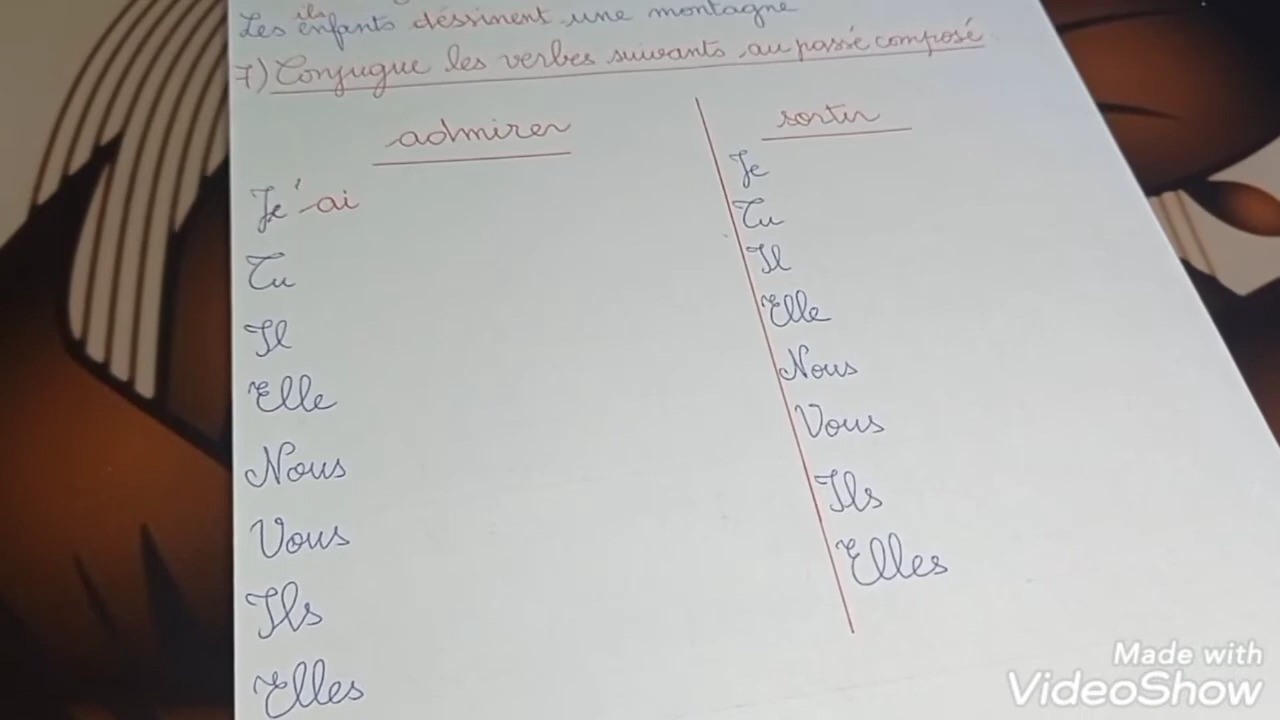 ils
Les enfants dessinent une montagne
7) Conjugue les verbes suivants au passé composé
admirer
Je' ai
Tu
Il
Elle
Nous
Vous
Ils
Elles
sortir
Je
Tu
Il
Elle
Nous
Vous
Ils
Elles
Made with
VideoShow